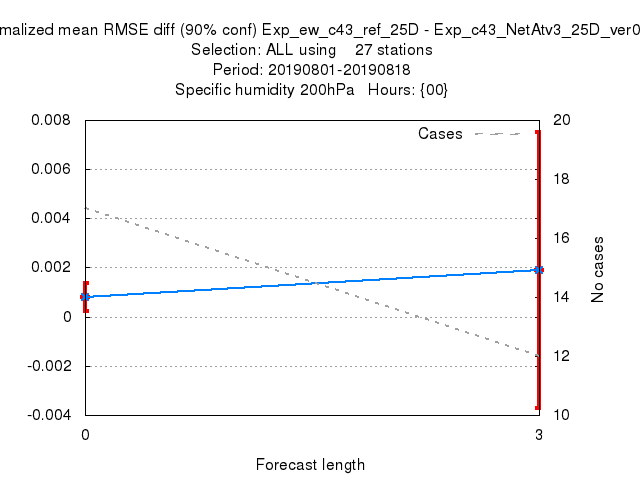 malized mean RMSE diff (90% conf) Exp_ew_c43_ref_25D - Exp_c43_NetAtv3_25D_ver0
Selection: ALL using 27 stations
Period: 20190801-20190818
Specific humidity 200hPa Hours: {00}
0.008
0.006
0.004
0.002
0
-0.002
-0.004
Cases
20
18
16
14
12
10
No cases
0
3
Forecast length